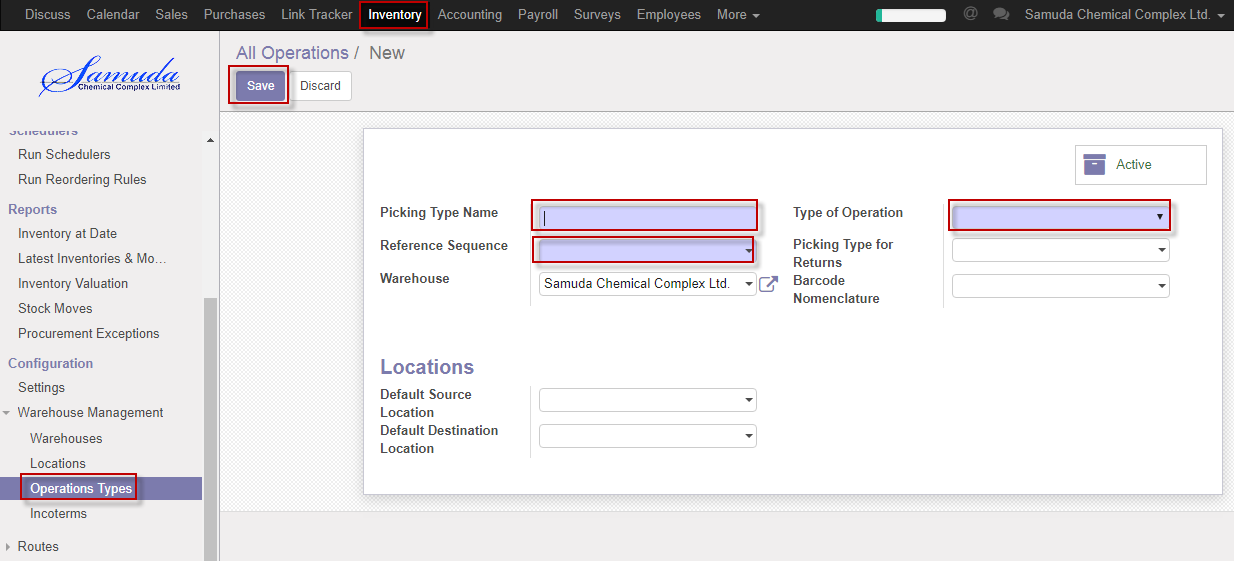 Discuss Calendar Sales Purchases Link Tracker Inventory Accounting Payroll Surveys Employees More @ Samuda Chemical Complex Ltd.
Samuda
Chemical Complex Limited
Schedulers
Run Schedulers
Run Reordering Rules
Reports
Inventory at Date
Latest Inventories & Mo...
Inventory Valuation
Stock Moves
Procurement Exceptions
Configuration
Settings
Warehouse Management
Warehouses
Locations
Operations Types
Incoterms
Routes
All Operations / New
Save Discard
Active
Picking Type Name
Reference Sequence
Warehouse Samuda Chemical Complex Ltd.
Type of Operation
Picking Type for
Returns
Barcode
Nomenclature
Locations
Default Source
Location
Default Destination
Location